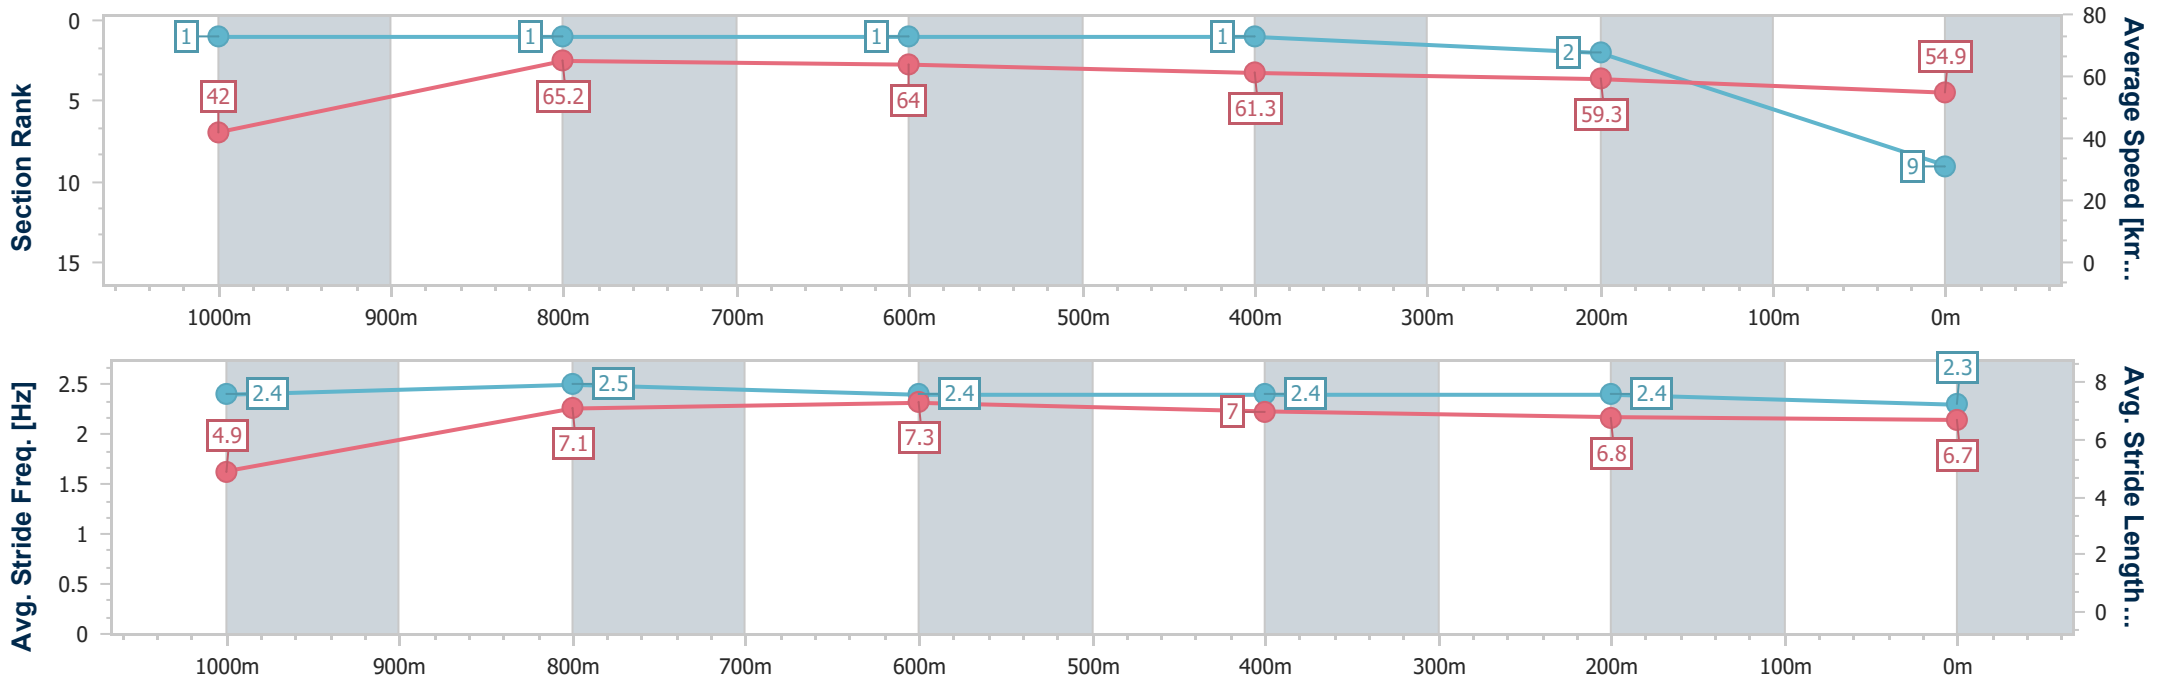 Section Rank
0
5
10
15
1
1
1
1
2
9
42
65.2
64
61.3
59.3
54.9
80
60
40
20
0
Average Speed [km...
1000m
900m
800m
700m
600m
500m
400m
300m
200m
100m
0m
Avg. Stride Freq. [Hz]
2.5
2
1.5
1
0.5
0
2.4
2.5
2.4
2.4
2.4
2.3
4.9
7.1
7.3
7
6.8
6.7
8
6
4
2
0
Avg. Stride Length...
1000m
900m
800m
700m
600m
500m
400m
300m
200m
100m
0m